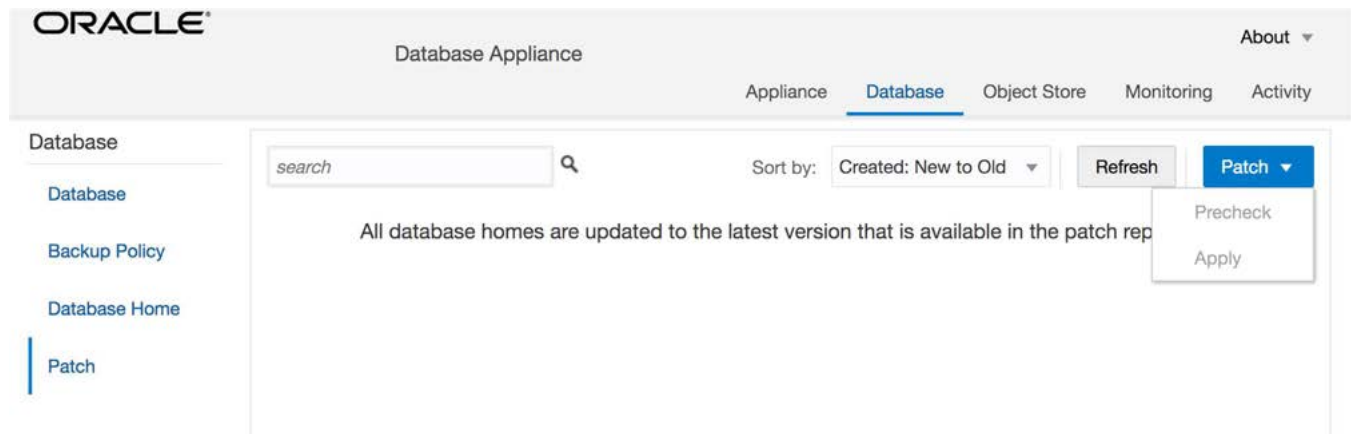 ORACLE
Database Appliance
About
Appliance Database Object Store Monitoring Activity
Database
Database
Backup Policy
Database Home
Patch
search
Sort by: Created: New to Old Refresh Patch
Precheck
Apply
All database homes are updated to the latest version that is available in the patch rep